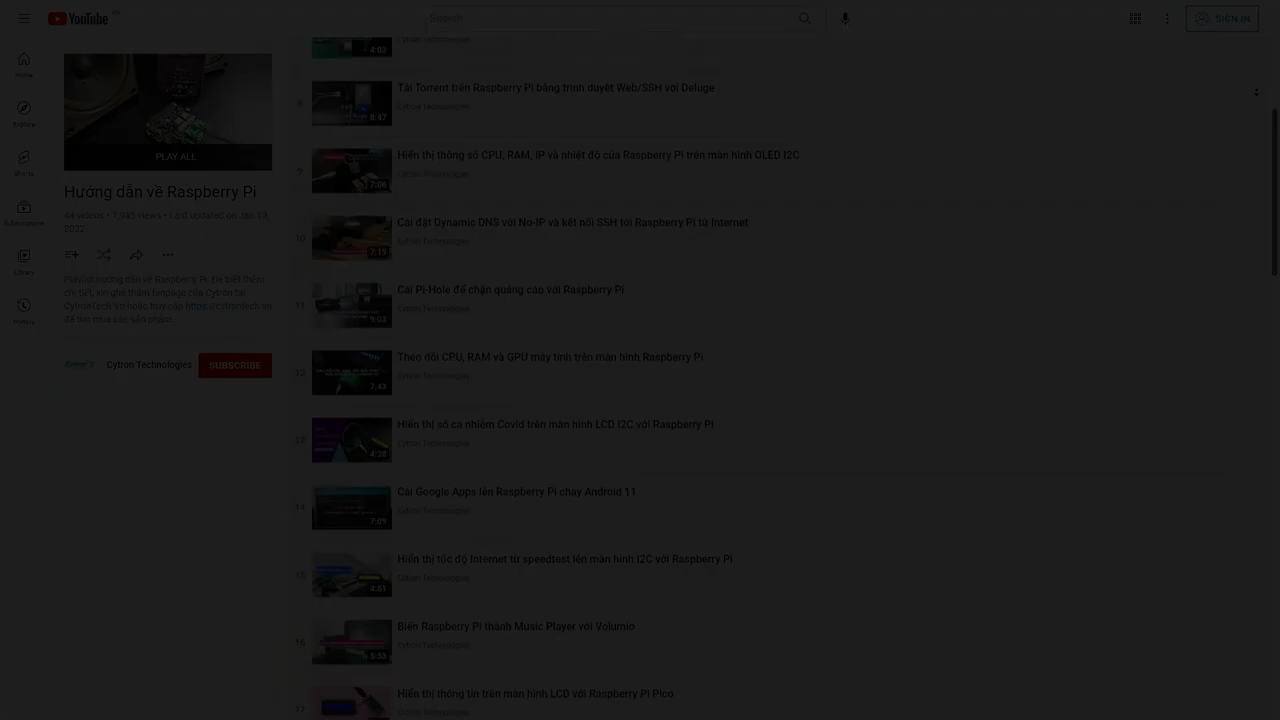 YouTube
Search
SIGN IN
Home
Explore
Shorts
Subscriptions
Library
History
PLAY ALL
Hướng dẫn về Raspberry Pi
44 videos • 7,945 views • Last updated on Jan 19,
2022
Playlist hướng dẫn về Raspberry Pi. Để biết thêm
chi tiết, xin ghé thăm fanpage của Cytron tại
CytronTech.vn hoặc truy cập https://cytrontech.vn
để tìm mua các sản phẩm...
Cytron Technologies
SUBSCRIBE
4:03
8
8:47
Tải Torrent trên Raspberry Pi bằng trình duyệt Web/SSH với Deluge
Cytron Technologies
9
7:06
Hiển thị thông số CPU, RAM, IP và nhiệt độ của Raspberry Pi trên màn hình OLED I2C
Cytron Technologies
10
7:19
Cài đặt Dynamic DNS với No-IP và kết nối SSH tới Raspberry Pi từ Internet
Cytron Technologies
11
9:03
Cài Pi-Hole để chặn quảng cáo với Raspberry Pi
Cytron Technologies
12
7:43
Theo dõi CPU, RAM và GPU máy tính trên màn hình Raspberry Pi
Cytron Technologies
13
4:38
Hiển thị số ca nhiễm Covid trên màn hình LCD I2C với Raspberry Pi
Cytron Technologies
14
7:09
Cài Google Apps lên Raspberry Pi chạy Android 11
Cytron Technologies
15
4:51
Hiển thị tốc độ Internet từ speedtest lên màn hình I2C với Raspberry Pi
Cytron Technologies
16
5:53
Biến Raspberry Pi thành Music Player với Volumio
Cytron Technologies
17
Hiển thị thông tin trên màn hình LCD với Raspberry Pi Pico
Cytron Technologies